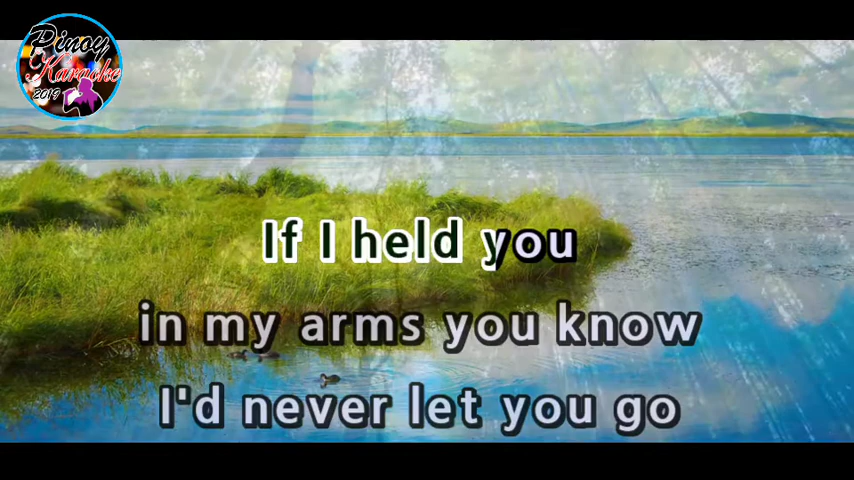 Pinoy
Karaoke
2019
If I held you
in my arms you know
I'd never let you go